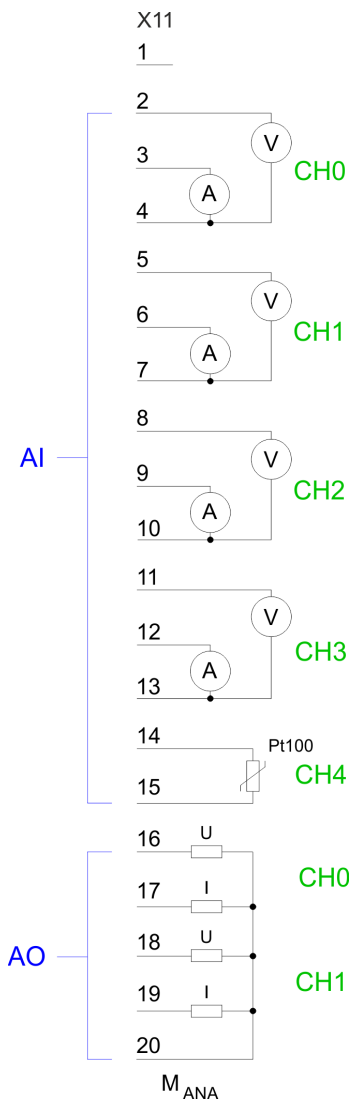 X11
1
2
V
CH0
3
A
4
5
V
CH1
6
A
7
AI
8
V
CH2
9
A
10
11
V
CH3
12
A
13
14
Pt100
CH4
15
16 U
CH0
17 I
AO
18 U
CH1
19 I
20
M ANA